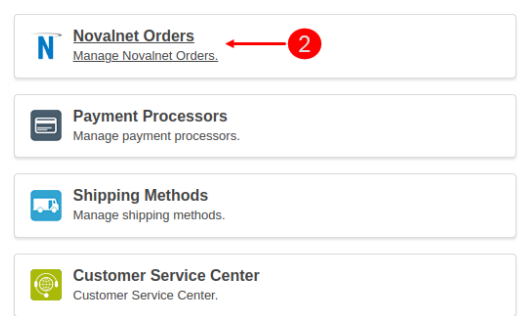 Novalnet Orders
Manage Novalnet Orders.
2
Payment Processors
Manage payment processors.
Shipping Methods
Manage shipping methods.
Customer Service Center
Customer Service Center.